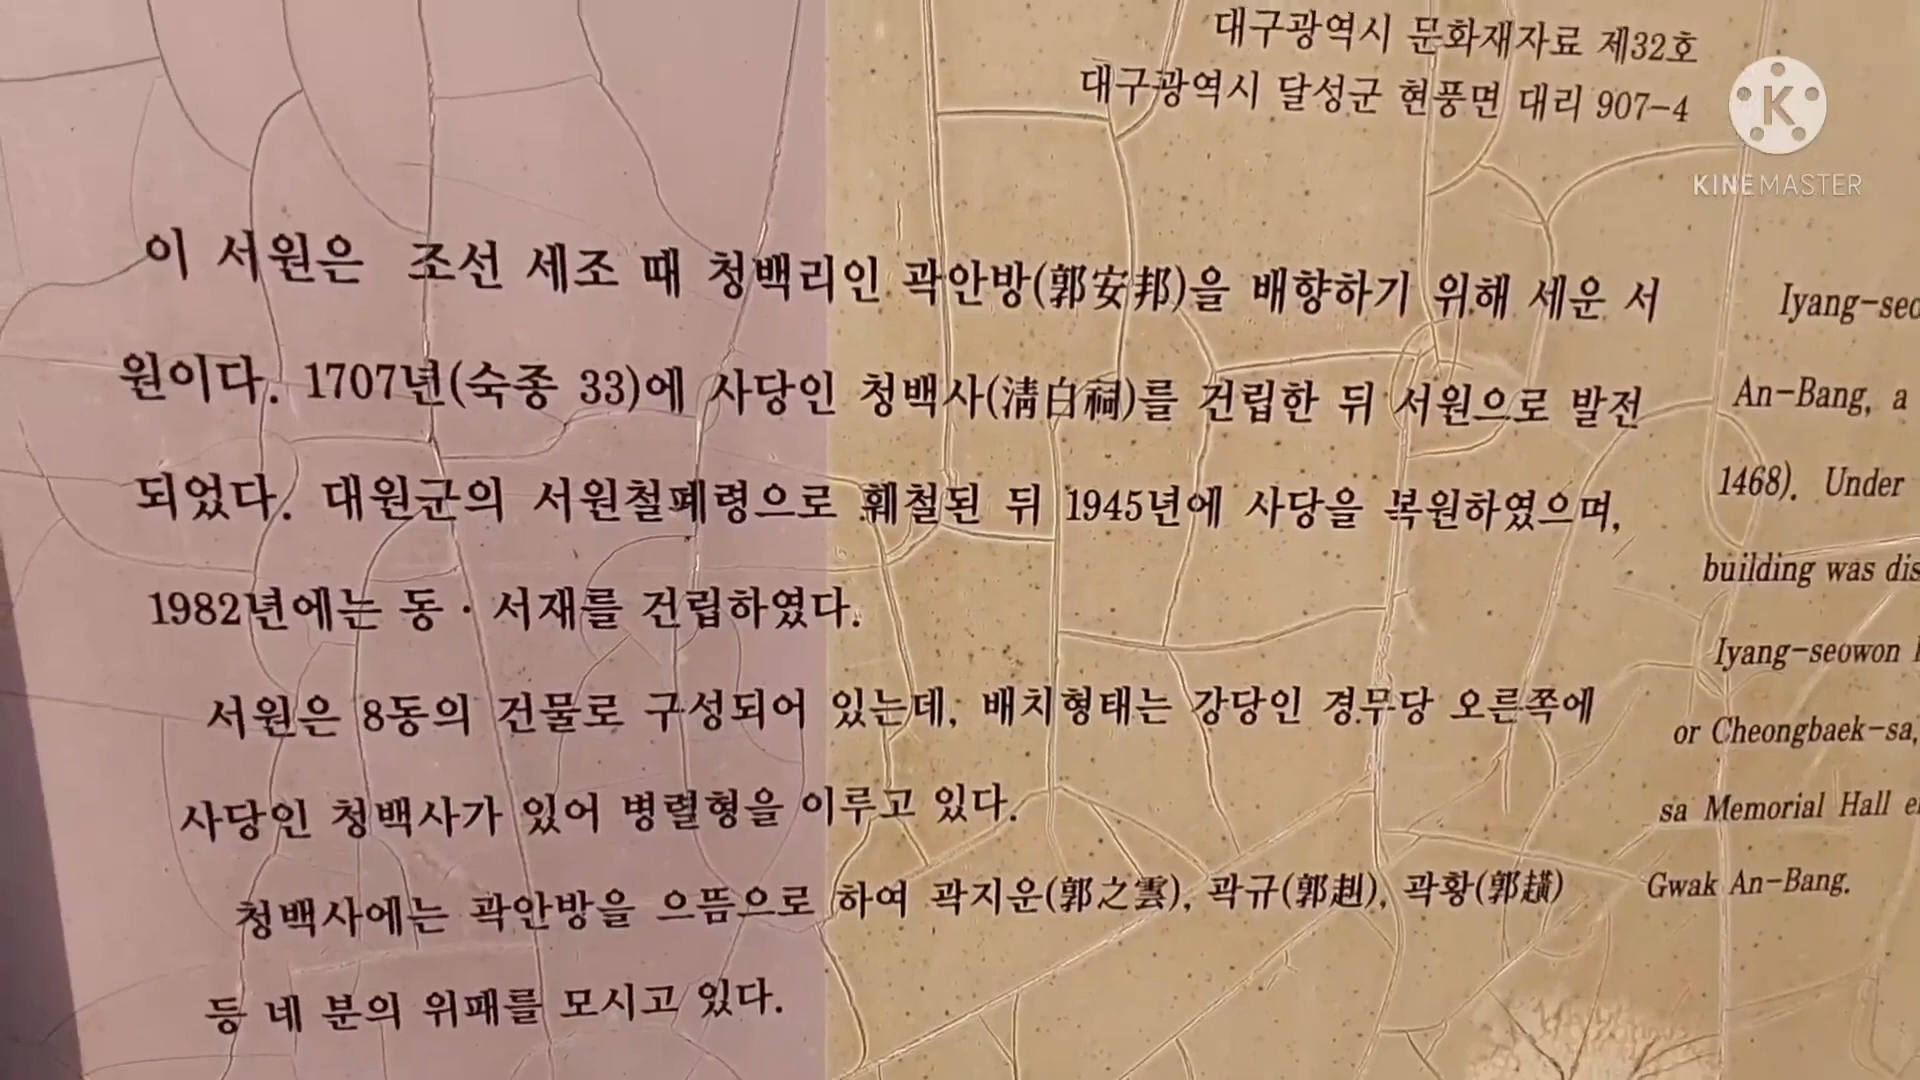 대구광역시 문화재자료 제32호
대구광역시 달성군 현풍면 대리 907-4
이 서원은 조선 세조 때 청백리인 곽안방(郭安邦)을 배향하기 위해 세운 서
원이다. 1707년(숙종 33)에 사당인 청백사(淸白祠)를 건립한 뒤 서원으로 발전
되었다. 대원군의 서원철폐령으로 훼철된 뒤 1945년에 사당을 복원하였으며,
1982년에는 동·서재를 건립하였다.
서원은 8동의 건물로 구성되어 있는데, 배치형태는 강당인 경무당 오른쪽에
사당인 청백사가 있어 병렬형을 이루고 있다.
청백사에는 곽안방을 으뜸으로 하여 곽지운(郭之雲), 곽규(郭赳), 곽황(郭趪)
등 네 분의 위패를 모시고 있다.
Iyang-seo
An-Bang, a
1468). Under
building was dis
Iyang-seowon
or Cheongbaek-sa,
sa Memorial Hall
Gwak An-Bang.
KINEMASTER